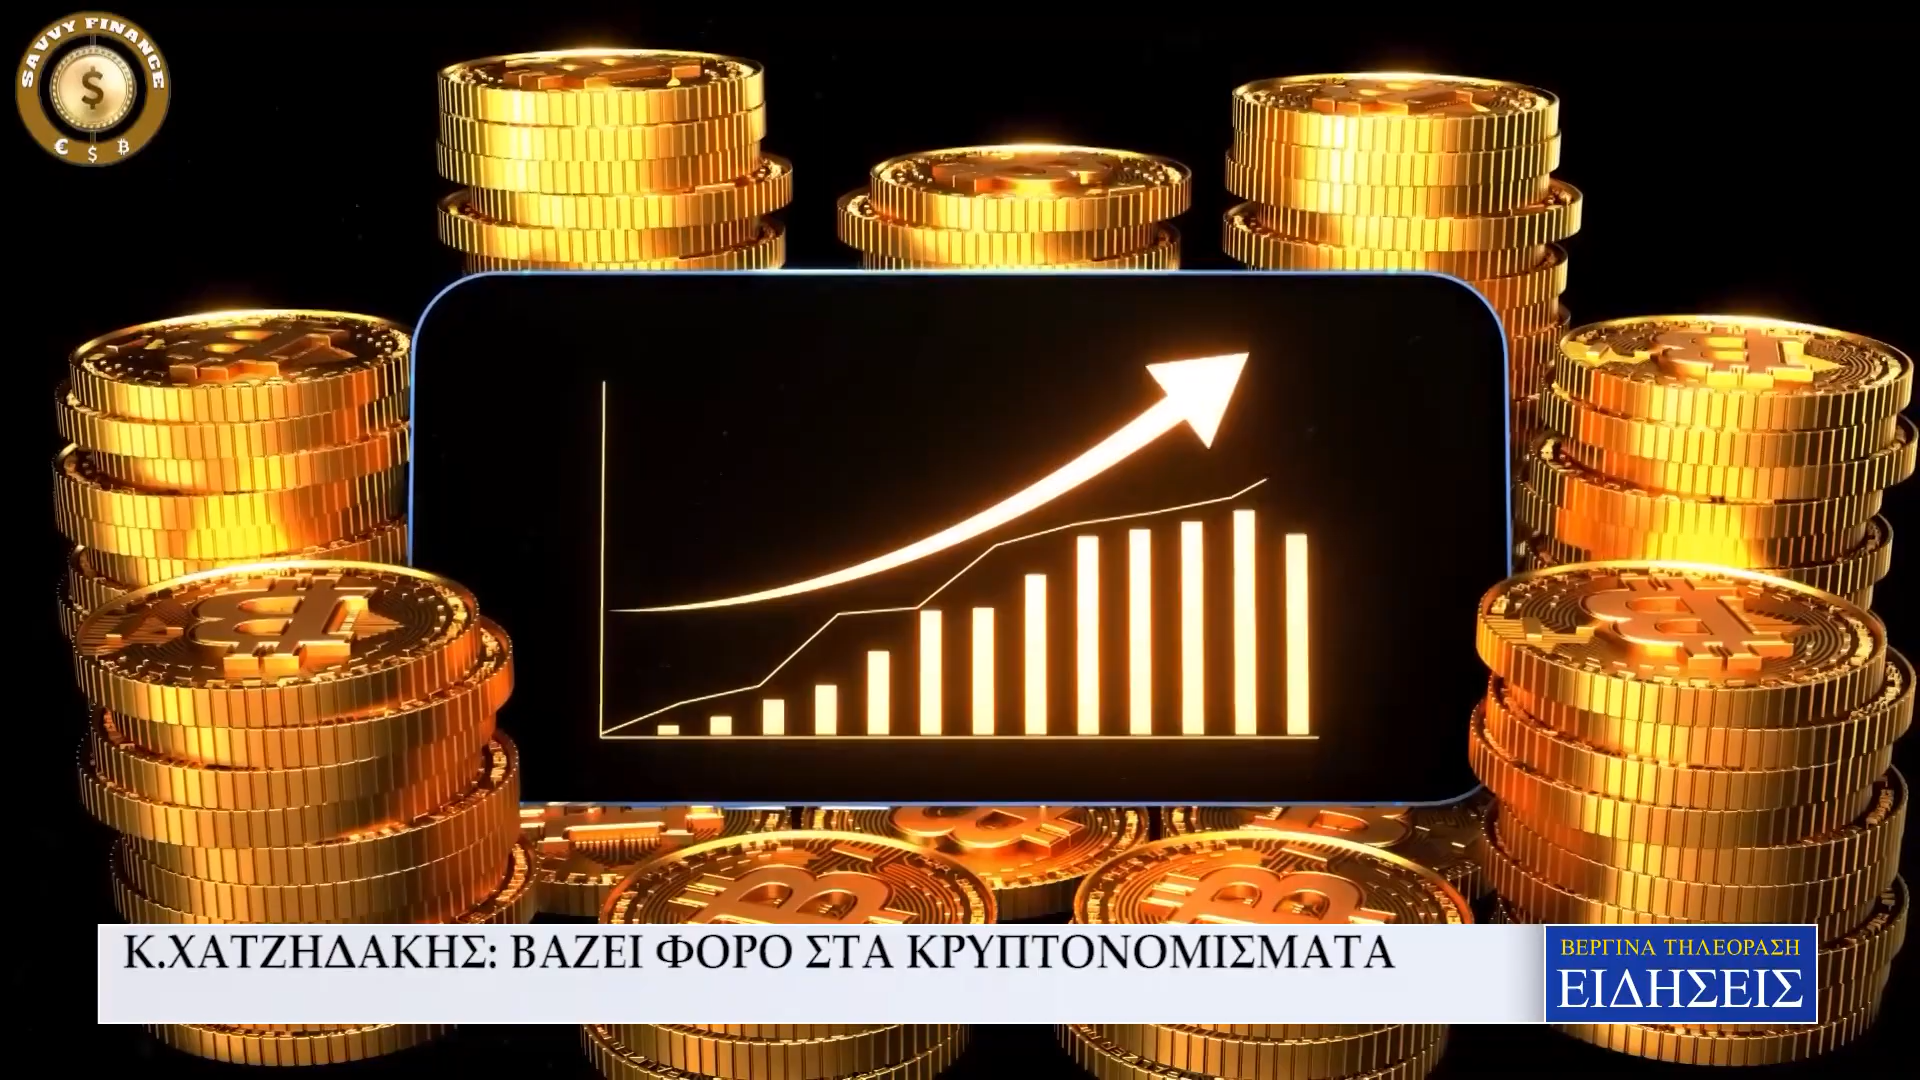 SAVVY FINANCE
$
€ $ ₿
Κ.ΧΑΤΖΗΔΑΚΗΣ: ΒΑΖΕΙ ΦΟΡΟ ΣΤΑ ΚΡΥΠΤΟΝΟΜΙΣΜΑΤΑ
ΒΕΡΓΙΝΑ ΤΗΛΕΟΡΑΣΗ
ΕΙΔΗΣΕΙΣ